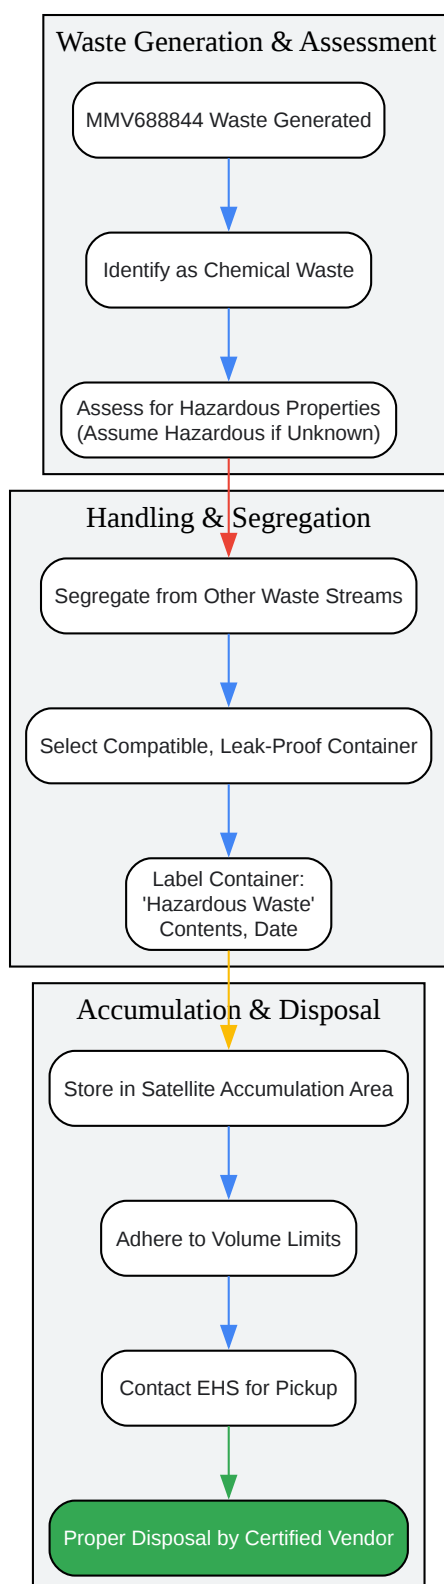 Waste Generation & Assessment
MMV688844 Waste Generated
Identify as Chemical Waste
Assess for Hazardous Properties
(Assume Hazardous if Unknown)
Handling & Segregation
Segregate from Other Waste Streams
Select Compatible, Leak-Proof Container
Label Container:
'Hazardous Waste'
Contents, Date
Accumulation & Disposal
Store in Satellite Accumulation Area
Adhere to Volume Limits
Contact EHS for Pickup
Proper Disposal by Certified Vendor